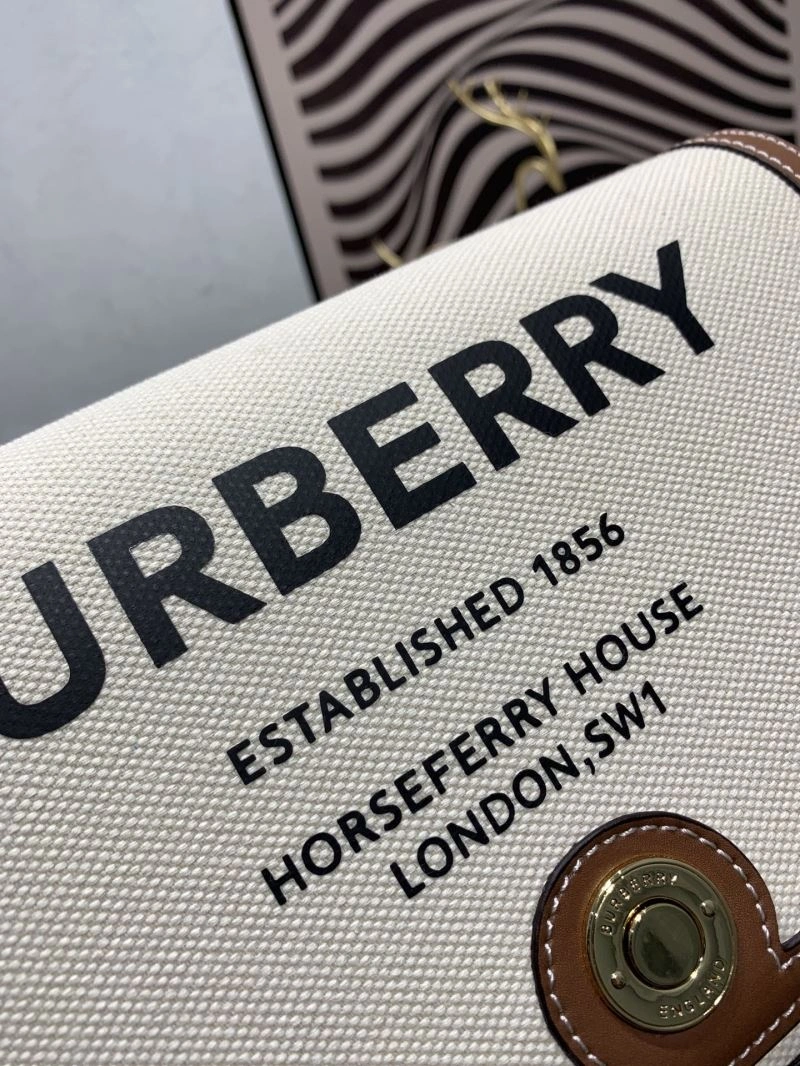 URBERRY
ESTABLISHED 1856
HORSEFERRY HOUSE
LONDON,SW1
BURBERRY
ENGLAND